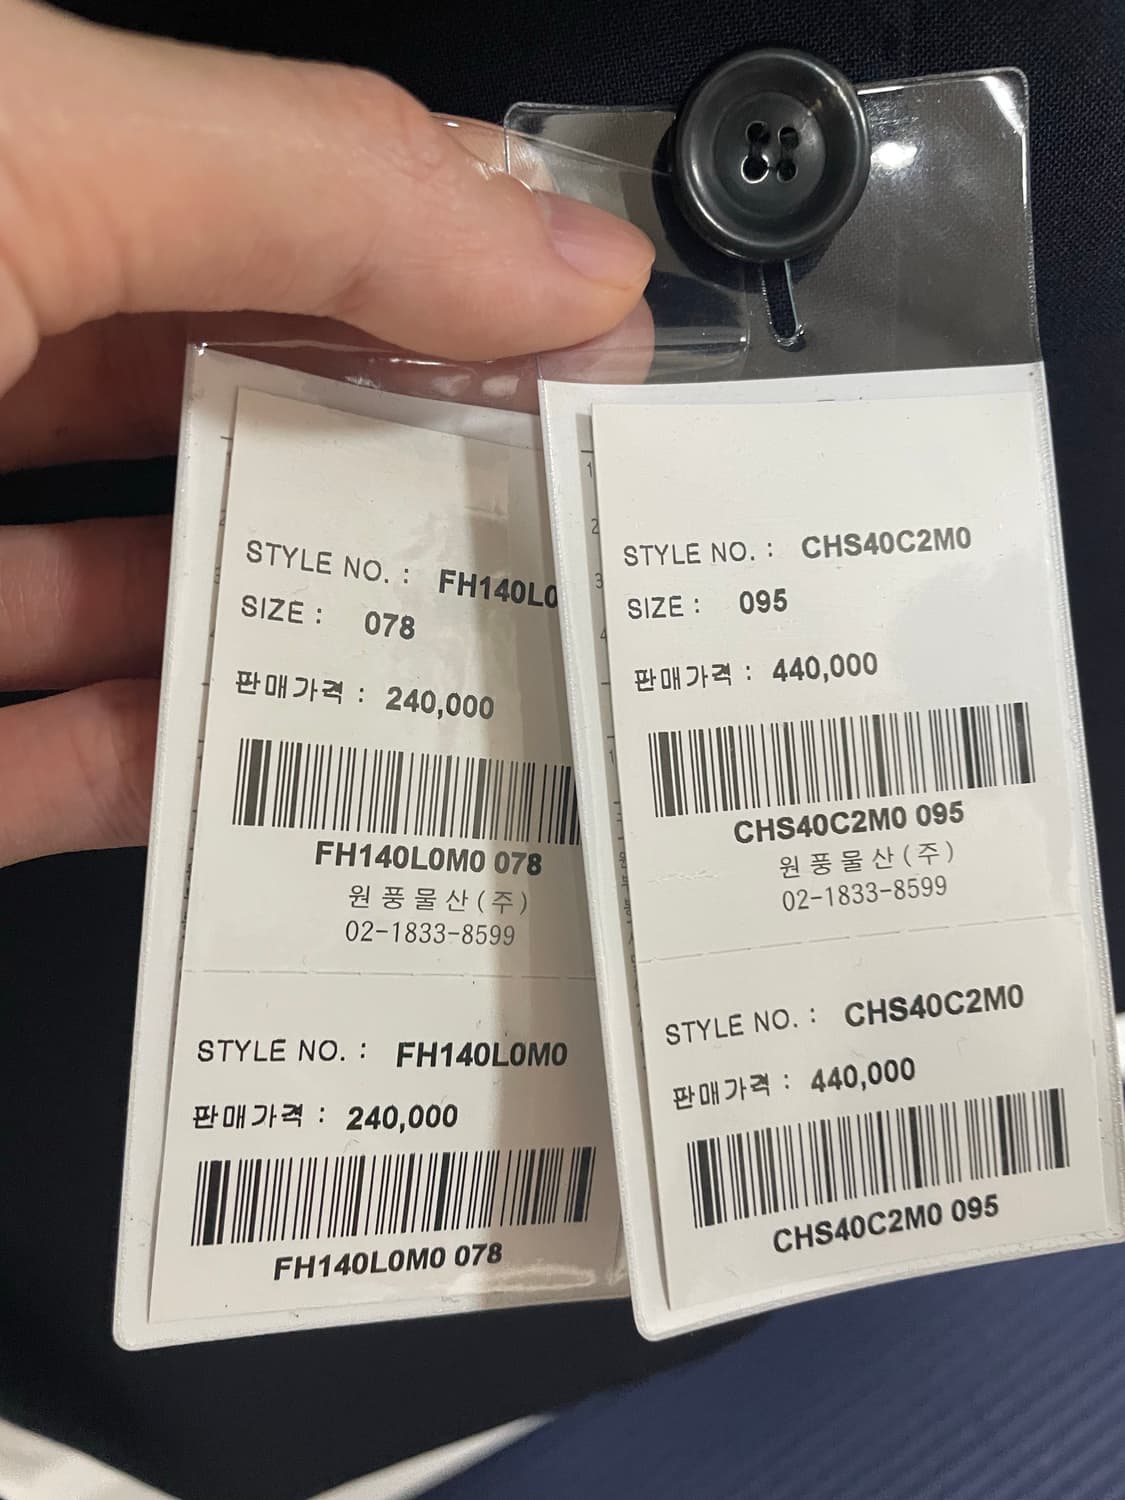 STYLE NO. : FH140L0
SIZE : 078
판매가격 : 240,000
FH140L0M0 078
원풍물산(주)
02-1833-8599
STYLE NO. : FH140L0M0
판매가격 : 240,000
FH140L0M0 078
STYLE NO. : CHS40C2M0
SIZE : 095
판매가격 : 440,000
CHS40C2M0 095
원풍물산(주)
02-1833-8599
STYLE NO. : CHS40C2M0
판매가격 : 440,000
CHS40C2M0 095